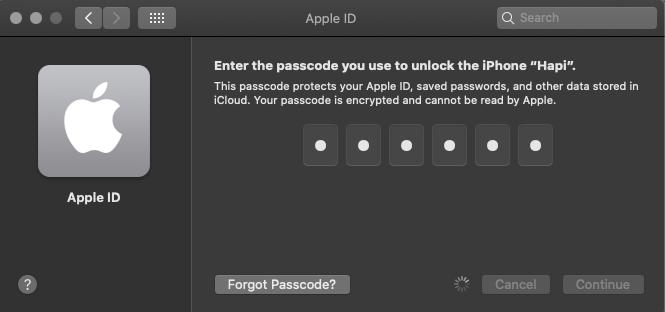 Apple ID
Search
Enter the passcode you use to unlock the iPhone “Hapi”.
This passcode protects your Apple ID, saved passwords, and other data stored in
iCloud. Your passcode is encrypted and cannot be read by Apple.
Apple ID
?
Forgot Passcode?
Cancel
Continue